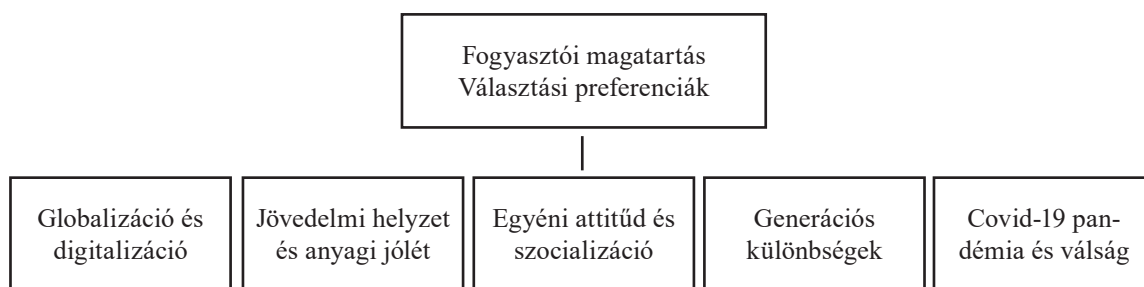 Fogyasztói magatartás
Választási preferenciák
Globalizáció és
digitalizáció
Jövedelmi helyzet
és anyagi jólét
Egyéni attitűd és
szocializáció
Generációs
különbségek
Covid-19 pan-
démia és válság